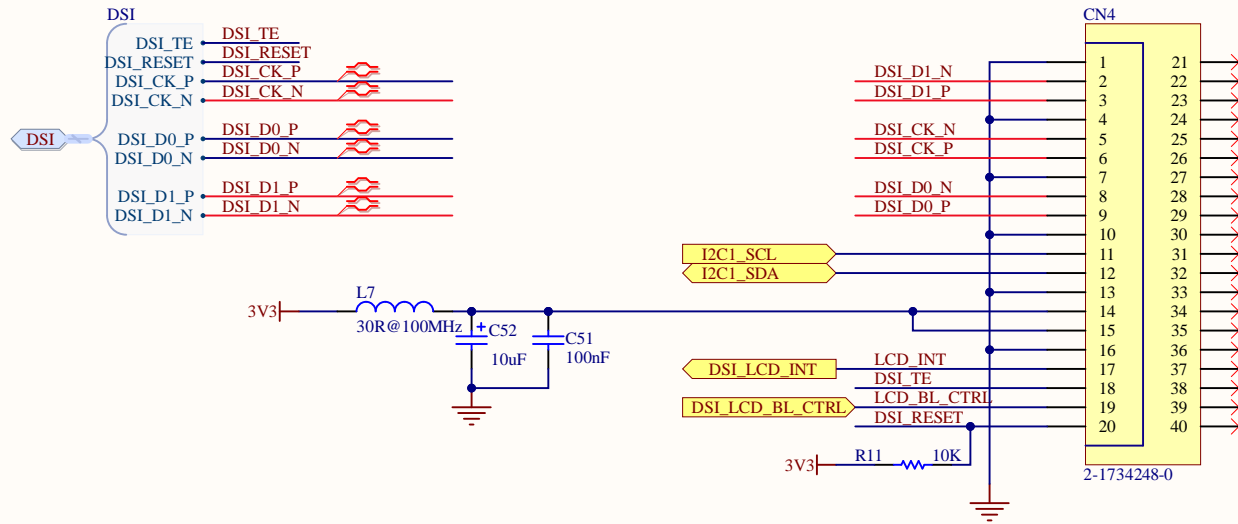 DSI
CN4
DSI_TE
DSI_TE
DSI_RESET
DSI_RESET
DSI_CK_P
DSI_CK_P
DSI_CK_N
DSI_CK_N
DSI
DSI_D0_P
DSI_D0_P
DSI_D0_N
DSI_D0_N
DSI_D1_P
DSI_D1_P
DSI_D1_N
DSI_D1_N
1 21
DSI_D1_N 2 22
DSI_D1_P 3 23
4 24
DSI_CK_N 5 25
DSI_CK_P 6 26
7 27
DSI_D0_N 8 28
DSI_D0_P 9 29
10 30
I2C1_SCL 11 31
I2C1_SDA 12 32
13 33
14 34
15 35
16 36
DSI_LCD_INT LCD_INT 17 37
DSI_TE 18 38
DSI_LCD_BL_CTRL LCD_BL_CTRL 19 39
DSI_RESET 20 40
L7
3V3
30R@100MHz
+
C52
10uF
C51
100nF
3V3
R11
10K
2-1734248-0